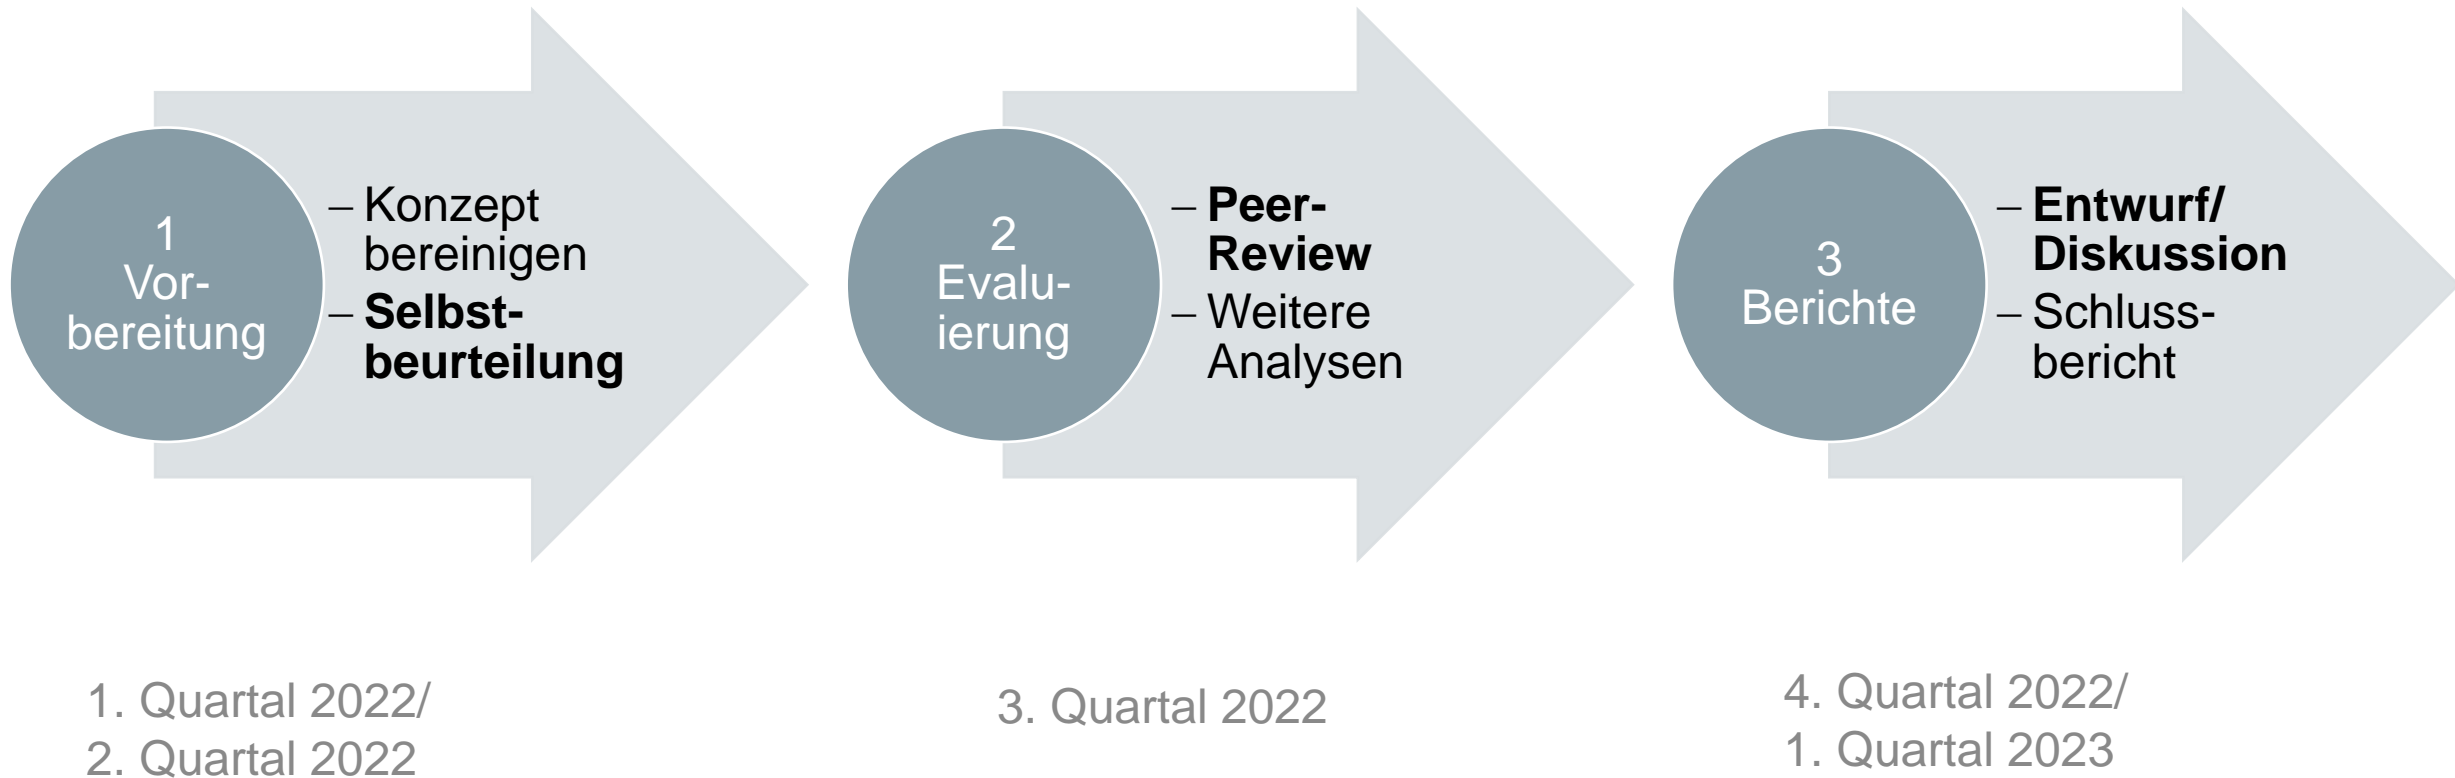 1
Vor-
bereitung
– Konzept
bereinigen
– Selbst-
beurteilung
2
Evalu-
ierung
– Peer-
Review
– Weitere
Analysen
3
Berichte
– Entwurf/
Diskussion
– Schluss-
bericht
1. Quartal 2022/
2. Quartal 2022
3. Quartal 2022
4. Quartal 2022/
1. Quartal 2023